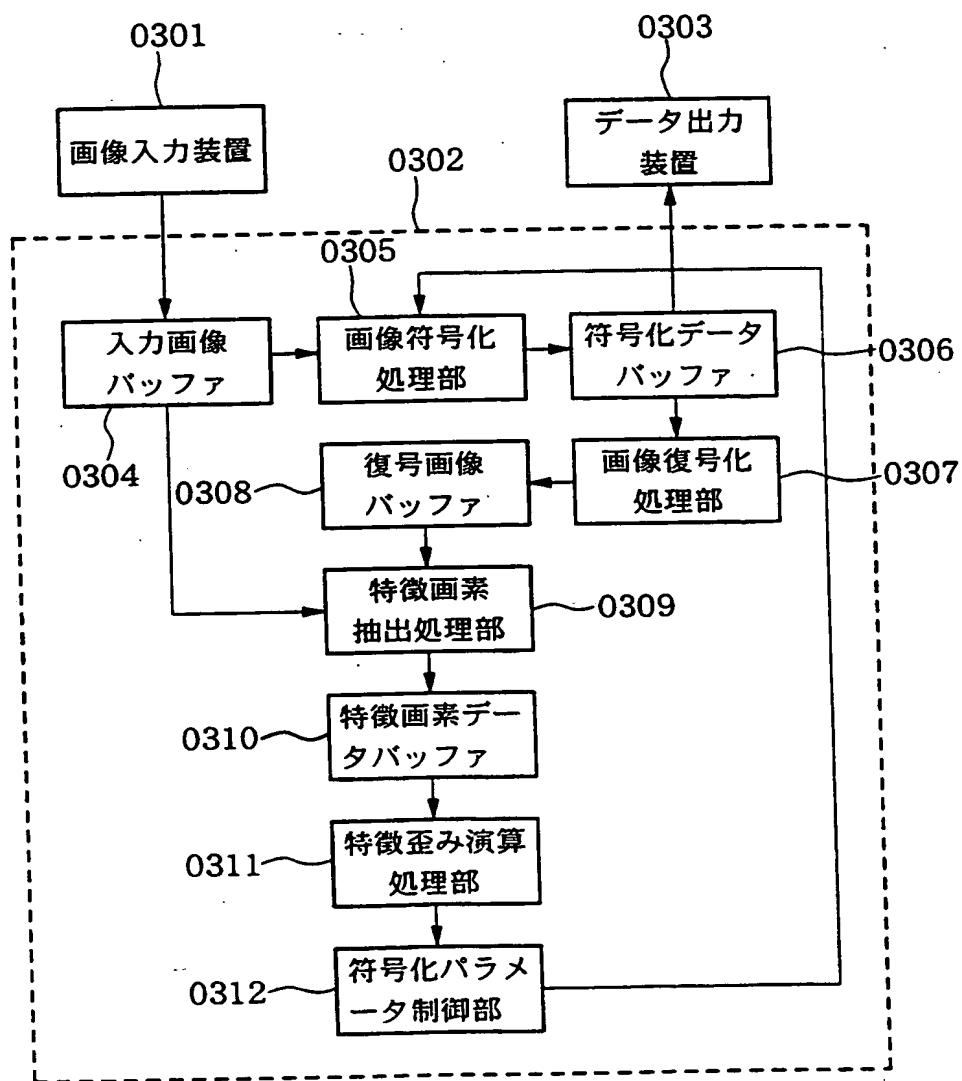 0301
0303
画像入力装置
データ出力
装置
0302
0305
入力画像
バッファ
画像符号化
処理部
符号化データ
バッファ
0306
0304
0308
復号画像
バッファ
画像復号化
処理部
0307
特徴画素
抽出処理部
0309
0310
特徴画素デー
タバッファ
0311
特徴歪み演算
処理部
0312
符号化パラメ
ータ制御部